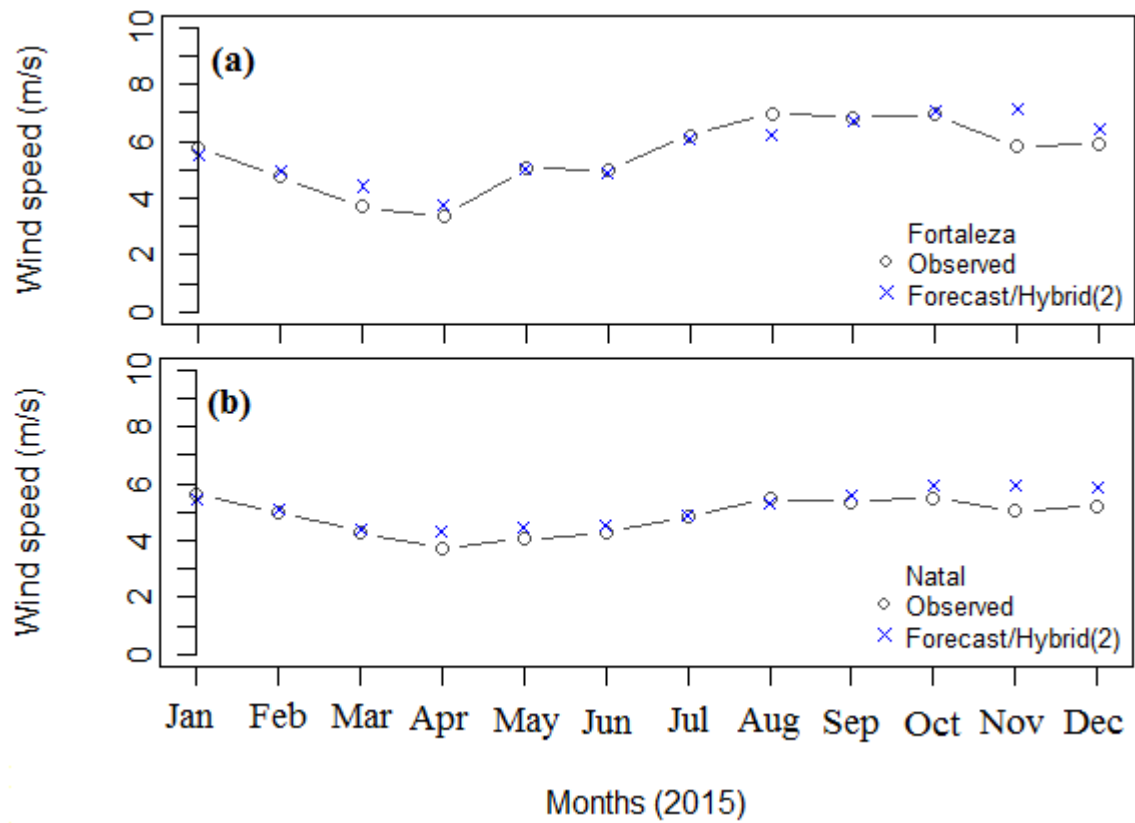 Wind speed (m/s)
10
8
6
4
2
0
(a)
Fortaleza
Observed
Forecast/Hybrid(2)
Wind speed (m/s)
10
8
6
4
2
0
(b)
Natal
Observed
Forecast/Hybrid(2)
Jan Feb Mar Apr May Jun Jul Aug Sep Oct Nov Dec
Months (2015)